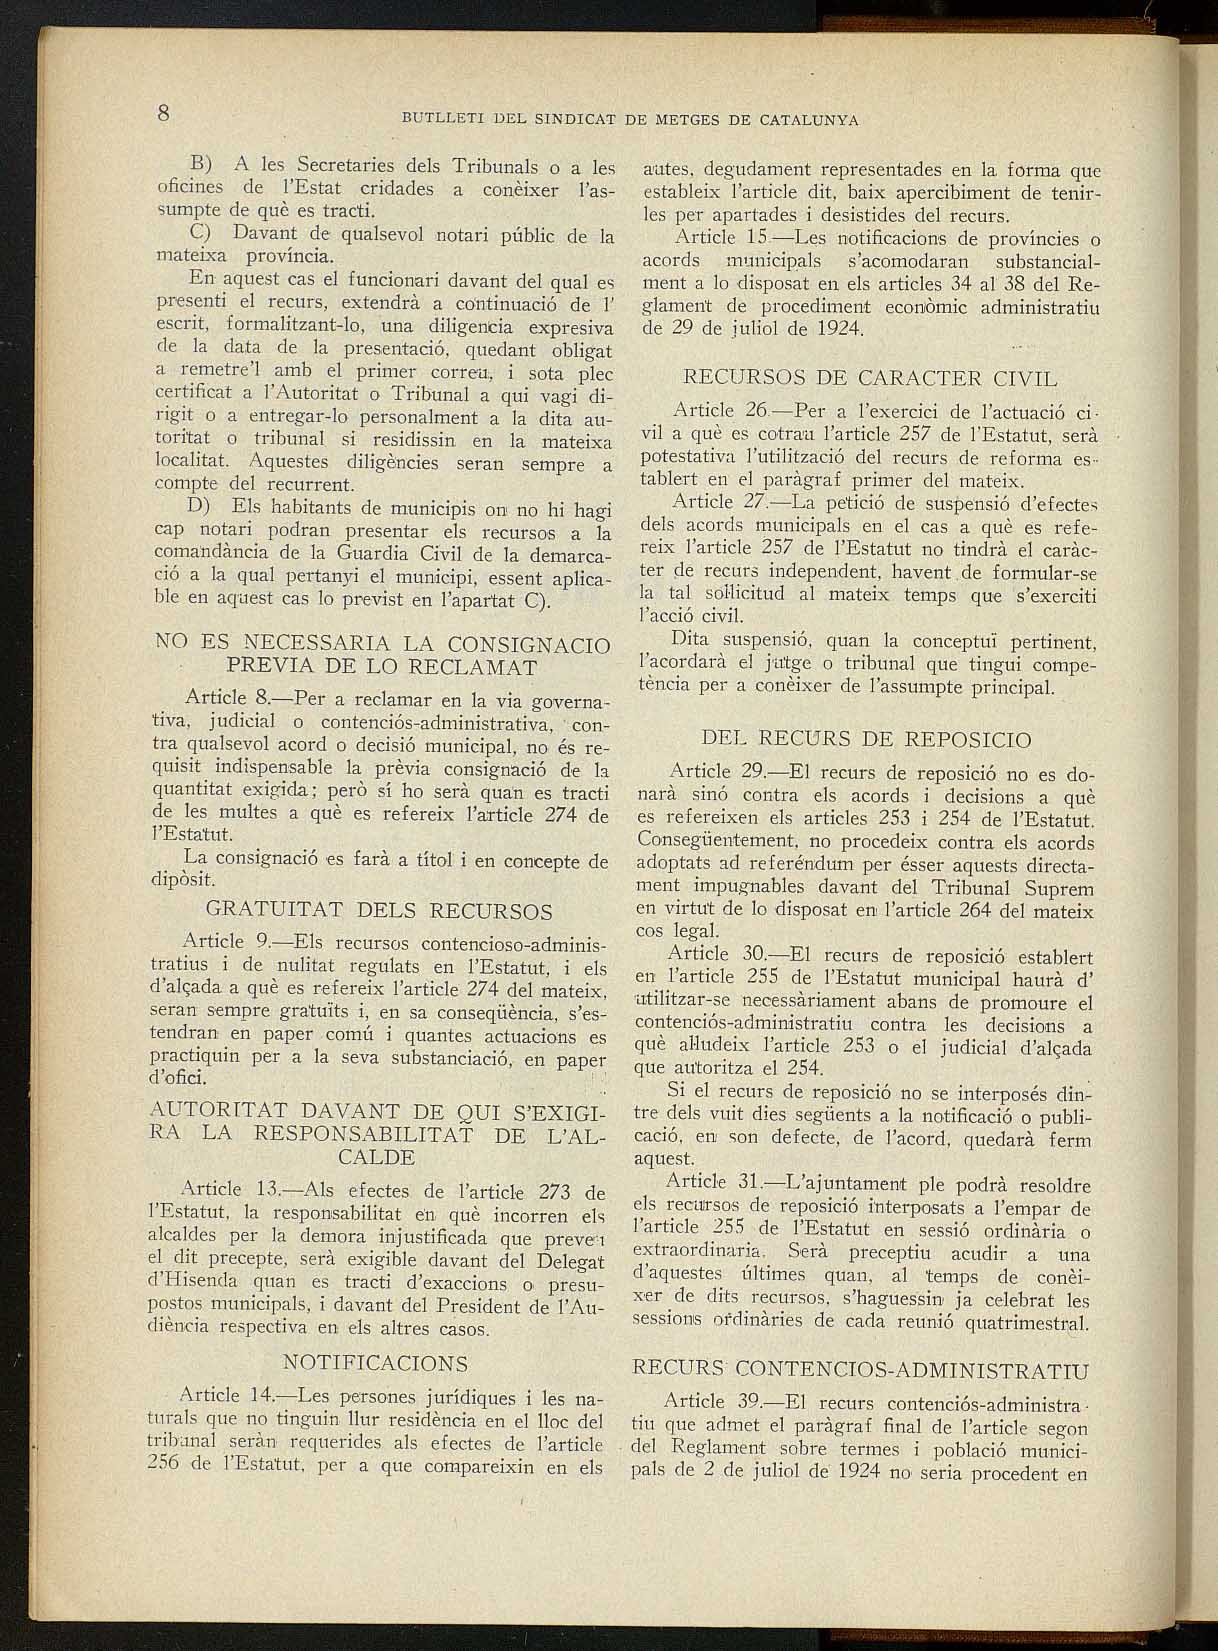 8
BUTLLETI DEL SINDICAT DE METGES DE CATALUNYA
B) A les Secretaries dels Tribunals o a les
oficines de l'Estat cridades a conèixer l'as-
sumpte de què es tracti.
C) Davant de qualsevol notari públic de la
mateixa província.
En aquest cas el funcionari davant del qual es
presenti el recurs, extendrà a continuació de l'
escrit, formalitzant-lo, una diligencia expresiva
de la data de la presentació, quedant obligat
a remetre'l amb el primer correu, i sota plec
certificat a l'Autoritat o Tribunal a qui vagi di-
rigit o a entregar-lo personalment a la dita au-
toritat o tribunal si residissin en la mateixa
localitat. Aquestes diligències seran sempre a
compte del recurrent.
D) Els habitants de municipis on no hi hagi
cap notari podran presentar els recursos a la
comandància de la Guardia Civil de la demarca-
ció a la qual pertanyi el municipi, essent aplica-
ble en aquest cas lo previst en l'apartat C).
NO ES NECESSARIA LA CONSIGNACIO
PREVIA DE LO RECLAMAT
Article 8.—Per a reclamar en la via governa-
tiva, judicial o contenciós-administrativa, con-
tra qualsevol acord o decisió municipal, no és re-
quisit indispensable la prèvia consignació de la
quantitat exigida; però sí ho serà quan es tracti
de les multes a què es refereix l'article 274 de
l'Estatut.
La consignació es farà a títol i en concepte de
dipòsit.
GRATUITAT DELS RECURSOS
Article 9.—Els recursos contencioso-adminis-
tratius i de nulitat regulats en l'Estatut, i els
d'alçada a què es refereix l'article 274 del mateix,
seran sempre gratuïts i, en sa conseqüència, s'es-
tendran en paper comú i quantes actuacions es
practiquin per a la seva substanciació, en paper
d'ofici.
AUTORITAT DAVANT DE QUI S'EXIGI-
RA LA RESPONSABILITAT DE L'AL-
CALDE
Article 13.—Als efectes de l'article 273 de
l'Estatut, la responsabilitat en què incorren els
alcaldes per la demora injustificada que preveu
el dit precepte, serà exigible davant del Delegat
d'Hisenda quan es tracti d'exaccions o presu-
postos municipals, i davant del President de l'Au-
diència respectiva en els altres casos.
NOTIFICACIONS
Article 14.—Les persones jurídiques i les na-
turals que no tinguin llur residència en el lloc del
tribunal seràn requerides als efectes de l'article
256 de l'Estatut, per a que compareixin en els
autes, degudament representades en la forma que
estableix l'article dit, baix apercibiment de tenir-
les per apartades i desistides del recurs.
Article 15.—Les notificacions de províncies o
acords municipals s'acomodaran substancial-
ment a lo disposat en els articles 34 al 38 del Re-
glament de procediment econòmic administratiu
de 29 de juliol de 1924.
RECURSOS DE CARACTER CIVIL
Article 26.—Per a l'exercici de l'actuació ci-
vil a què es cotrau l'article 257 de l'Estatut, serà
potestativa l'utilització del recurs de reforma es-
tablert en el paràgraf primer del mateix.
Article 27.—La petició de suspensió d'efectes
dels acords municipals en el cas a què es refe-
reix l'article 257 de l'Estatut no tindrà el caràc-
ter de recurs independent, havent de formular-se
la tal sol·licitud al mateix temps que s'exerciti
l'acció civil.
Dita suspensió, quan la conceptuï pertinent,
l'acordarà el jutge o tribunal que tingui compe-
tència per a conèixer de l'assumpte principal.
DEL RECURS DE REPOSICIO
Article 29.—El recurs de reposició no es do-
narà sinó contra els acords i decisions a què
es refereixen els articles 253 i 254 de l'Estatut.
Consegüentement, no procedeix contra els acords
adoptats ad referéndum per ésser aquests directa-
ment impugnables davant del Tribunal Suprem
en virtut de lo disposat en l'article 264 del mateix
cos legal.
Article 30.—El recurs de reposició establert
en l'article 255 de l'Estatut municipal haurà d'
utilitzar-se necessàriament abans de promoure el
contenciós-administratiu contra les decisions a
què al·ludeix l'article 253 o el judicial d'alçada
que autoritza el 254.
Si el recurs de reposició no se interposés din-
tre dels vuit dies següents a la notificació o publi-
cació, en son defecte, de l'acord, quedarà ferm
aquest.
Article 31.—L'ajuntament ple podrà resoldre
els recursos de reposició interposats a l'empar de
l'article 255 de l'Estatut en sessió ordinària o
extraordinaria. Serà preceptiu acudir a una
d'aquestes últimes quan, al temps de conèi-
xer de dits recursos, s'haguessin ja celebrat les
sessions ordinàries de cada reunió quatrimestral.
RECURS CONTENCIOS-ADMINISTRATIU
Article 39.—El recurs contenciós-administra-
tiu que admet el paràgraf final de l'article segon
del Reglament sobre termes i població munici-
pals de 2 de juliol de 1924 no seria procedent en